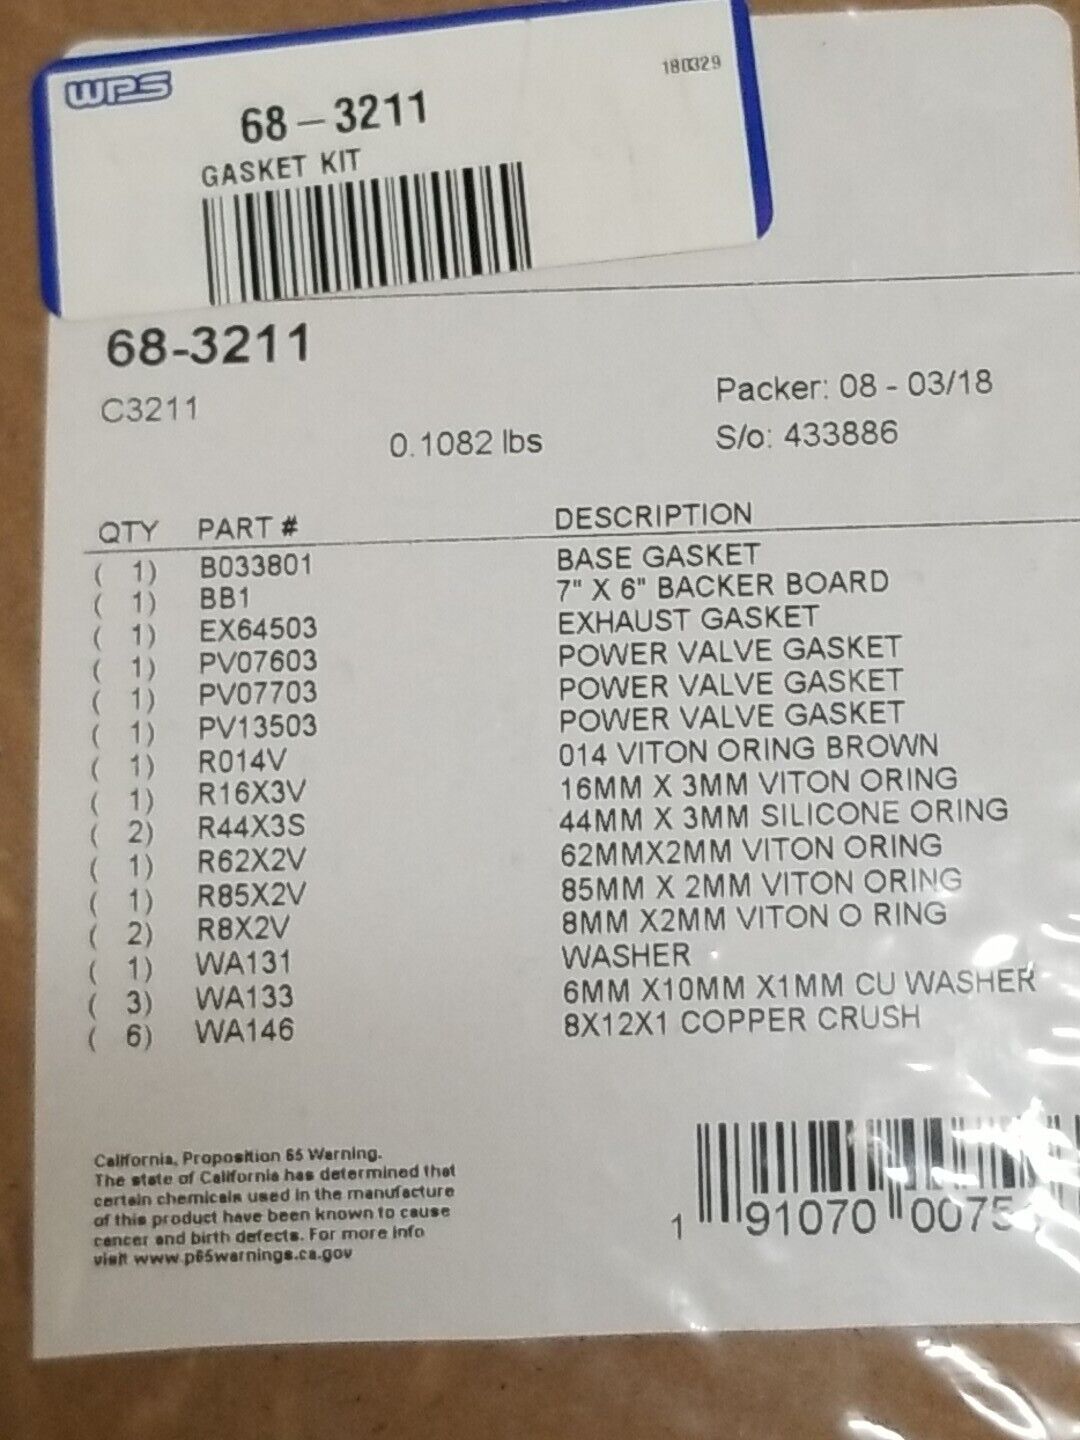 WPS
180329
68-3211
GASKET KIT
68-3211
C3211
Packer: 08 - 03/18
0.1082 lbs
S/o: 433886
QTY PART # DESCRIPTION
( 1) B033801 BASE GASKET
( 1) BB1 7" X 6" BACKER BOARD
( 1) EX64503 EXHAUST GASKET
( 1) PV07603 POWER VALVE GASKET
( 1) PV07703 POWER VALVE GASKET
( 1) PV13503 POWER VALVE GASKET
( 1) R014V 014 VITON ORING BROWN
( 1) R16X3V 16MM X 3MM VITON ORING
( 2) R44X3S 44MM X 3MM SILICONE ORING
( 1) R62X2V 62MMX2MM VITON ORING
( 1) R85X2V 85MM X 2MM VITON ORING
( 2) R8X2V 8MM X2MM VITON O RING
( 1) WA131 WASHER
( 3) WA133 6MM X10MM X1MM CU WASHER
( 6) WA146 8X12X1 COPPER CRUSH
California, Proposition 65 Warning.
The state of California has determined that
certain chemicals used in the manufacture
of this product have been known to cause
cancer and birth defects. For more info
visit www.p65warnings.ca.gov
1 91070